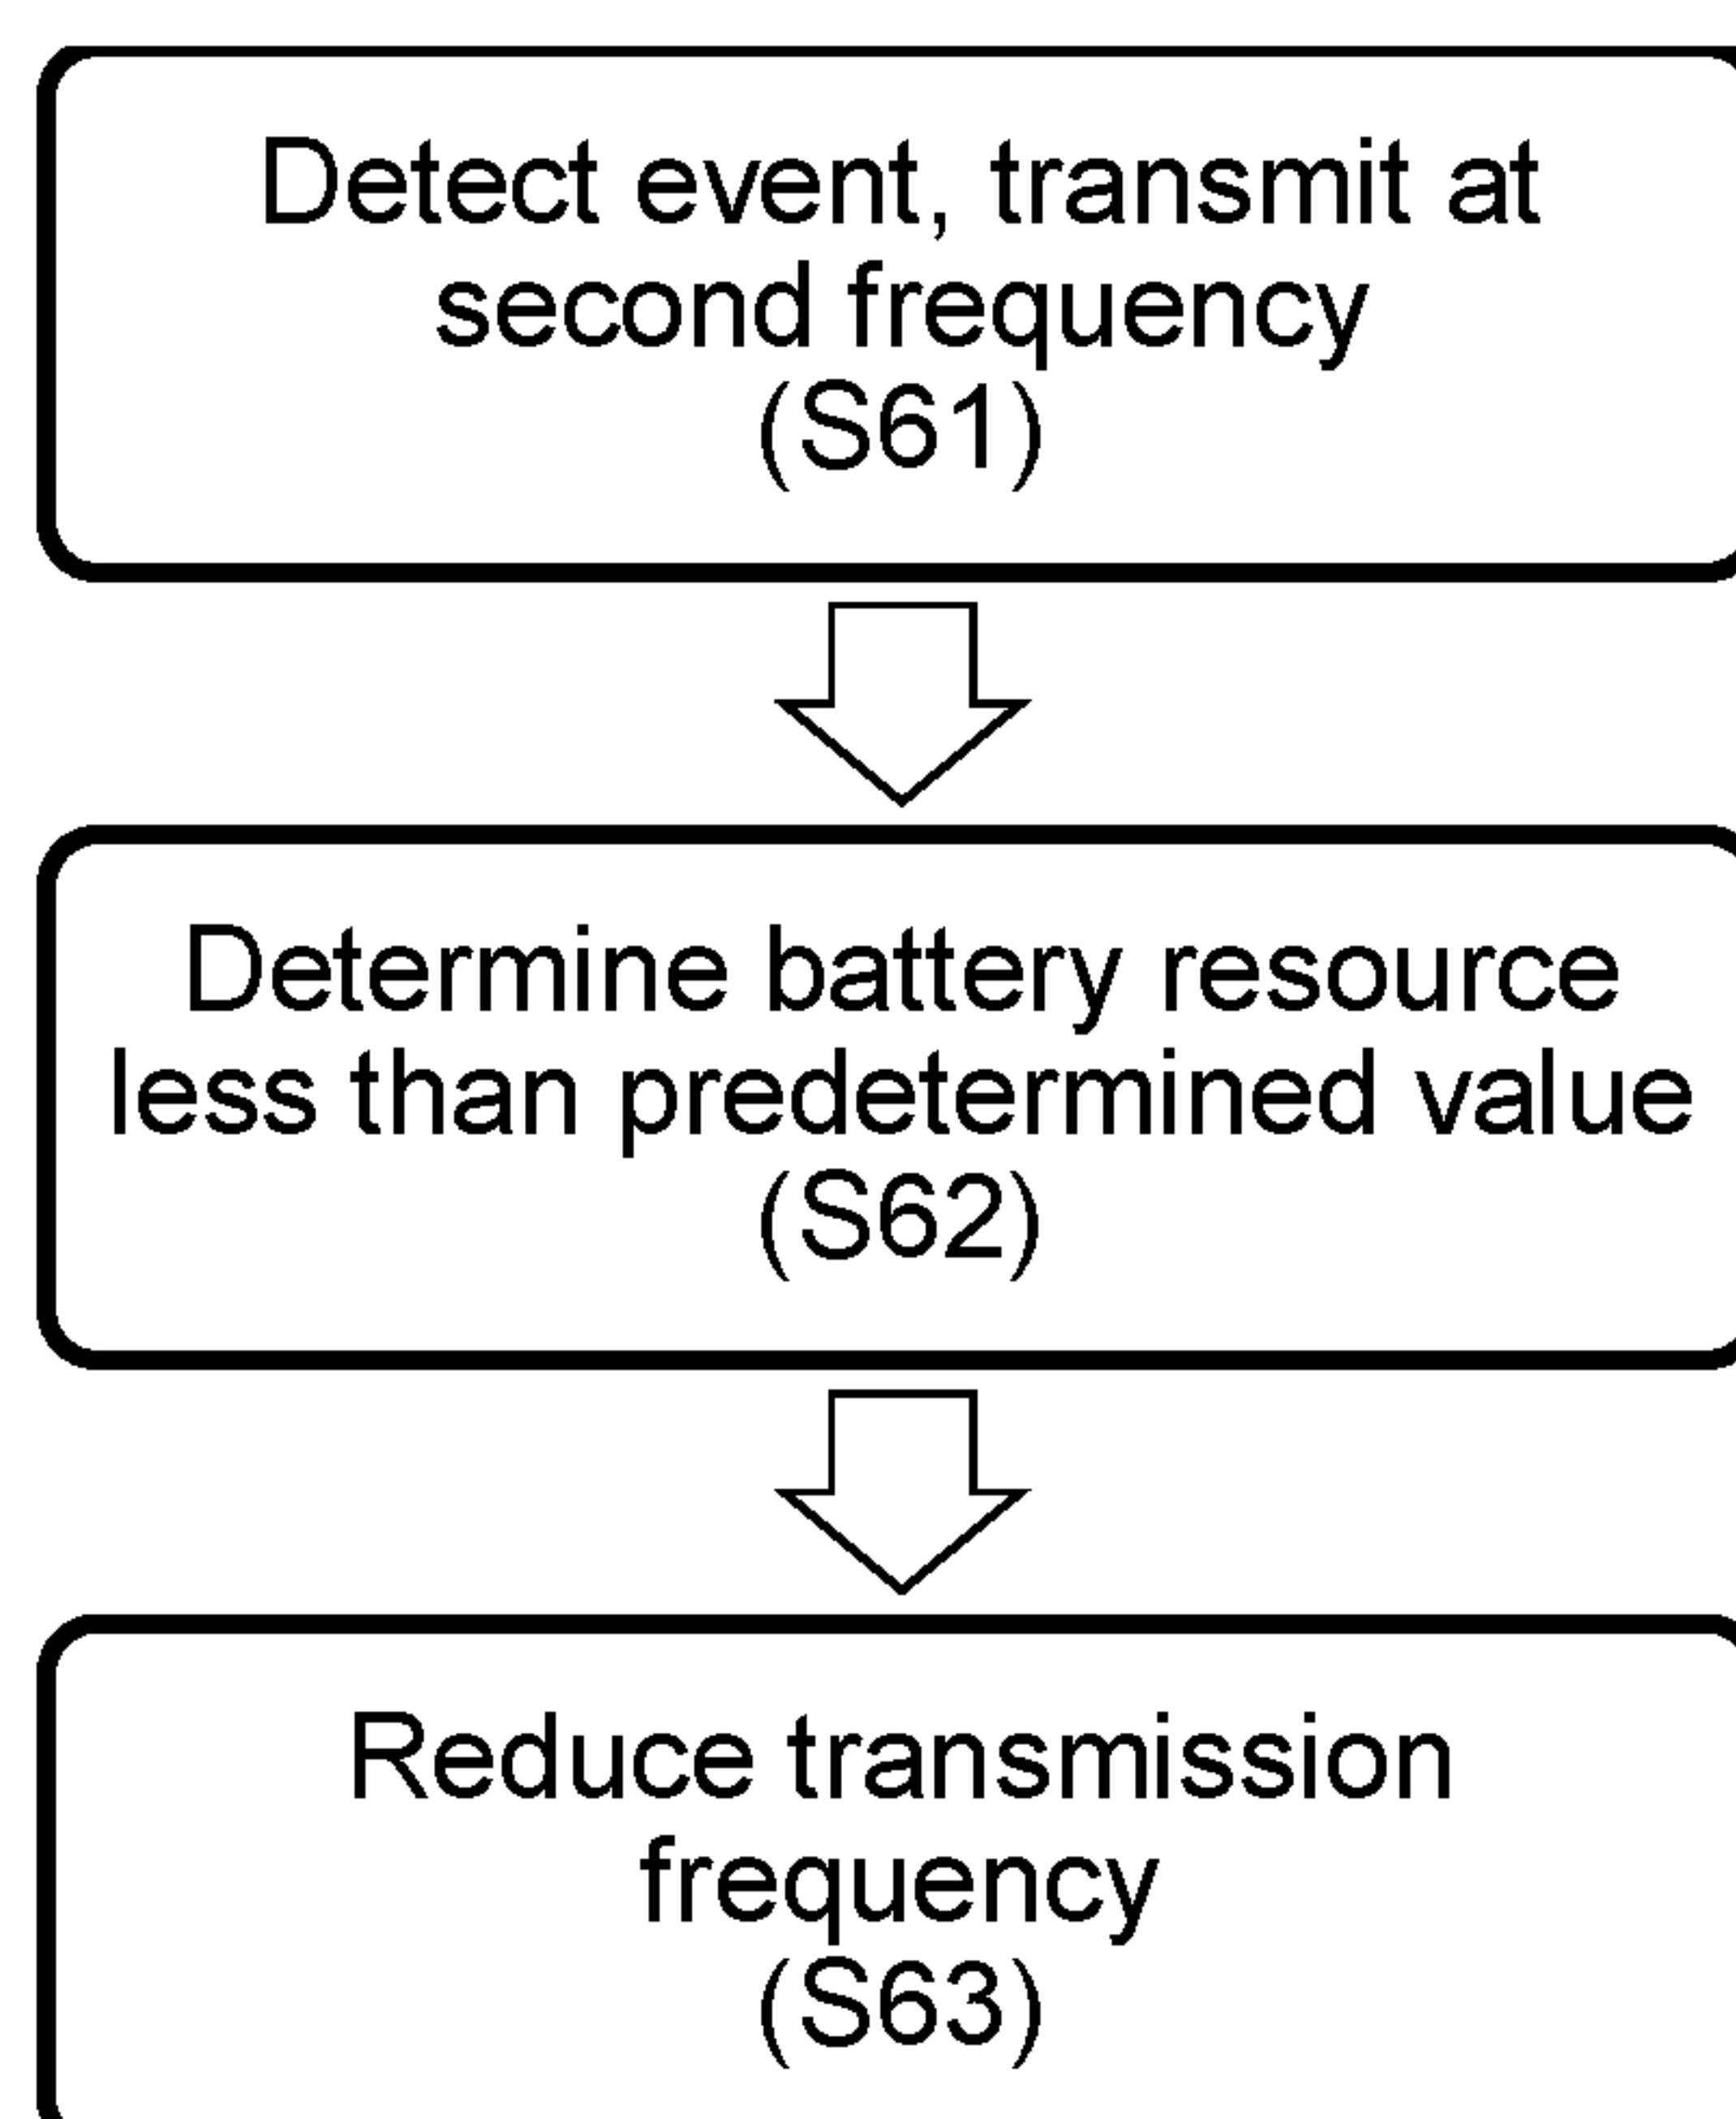 Detect event, transmit at
second frequency
(S61)
Determine battery resource
less than predetermined value
(S62)
Reduce transmission
frequency
(S63)